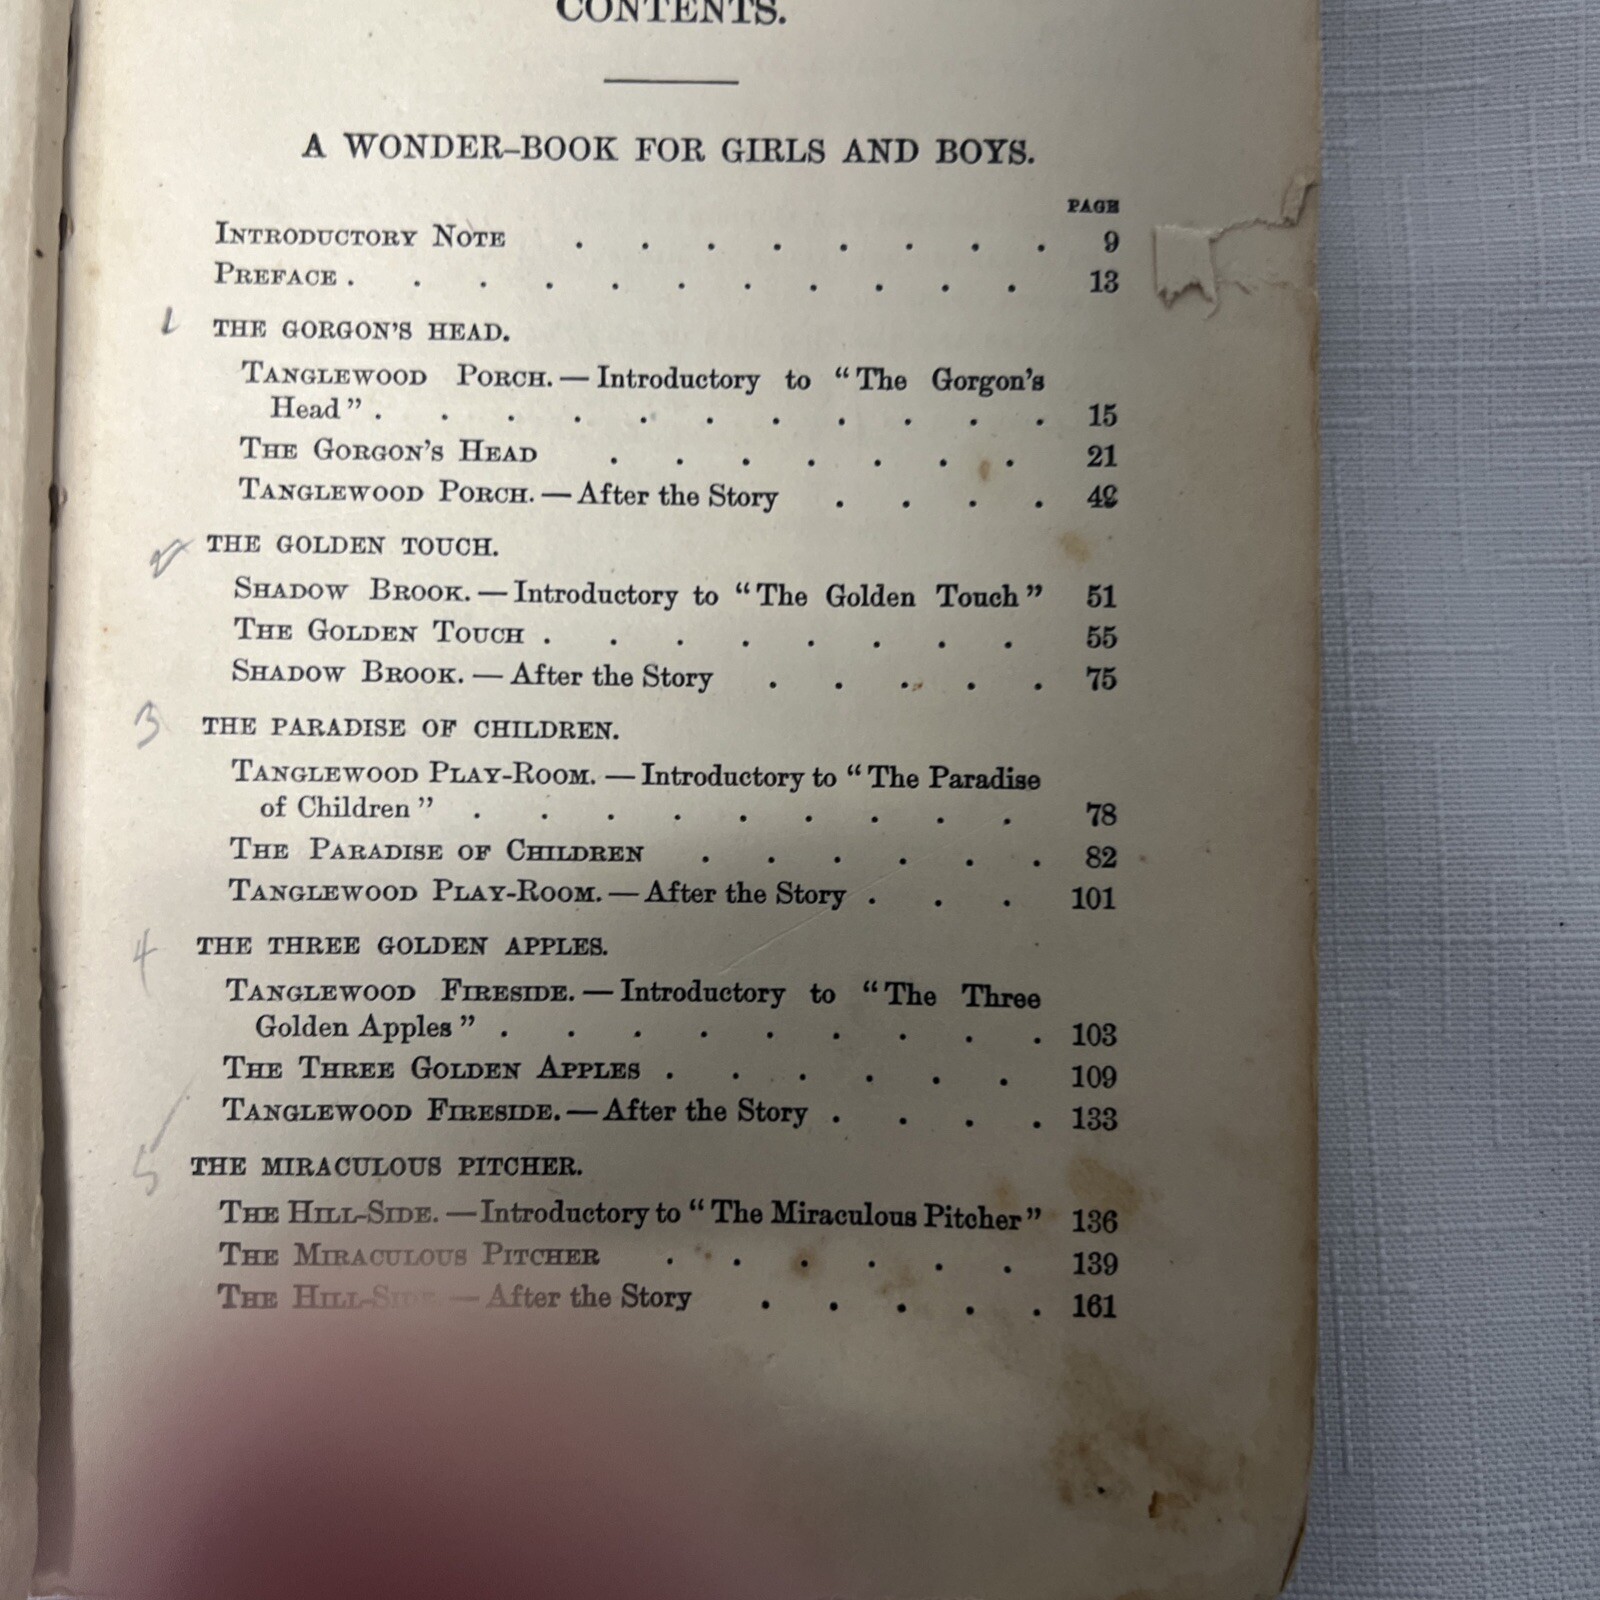 CONTENTS.
A WONDER-BOOK FOR GIRLS AND BOYS.
PAGE
INTRODUCTORY NOTE . . . . . . . . 9
PREFACE . . . . . . . . . . . 13
1 THE GORGON'S HEAD.
TANGLEWOOD PORCH. — Introductory to "The Gorgon's
Head" . . . . . . . . . . . 15
THE GORGON'S HEAD . . . . . . . 21
TANGLEWOOD PORCH. — After the Story . . . . 49
2 THE GOLDEN TOUCH.
SHADOW BROOK. — Introductory to "The Golden Touch" 51
THE GOLDEN TOUCH . . . . . . . . 55
SHADOW BROOK. — After the Story . . . . . 75
3 THE PARADISE OF CHILDREN.
TANGLEWOOD PLAY-ROOM. — Introductory to "The Paradise
of Children" . . . . . . . . . 78
THE PARADISE OF CHILDREN . . . . . . 82
TANGLEWOOD PLAY-ROOM. — After the Story . . . 101
4 THE THREE GOLDEN APPLES.
TANGLEWOOD FIRESIDE. — Introductory to "The Three
Golden Apples" . . . . . . . . . 103
THE THREE GOLDEN APPLES . . . . . . 109
TANGLEWOOD FIRESIDE. — After the Story . . . . 133
5 THE MIRACULOUS PITCHER.
THE HILL-SIDE. — Introductory to "The Miraculous Pitcher" 136
THE MIRACULOUS PITCHER . . . . . . 139
THE HILL-SIDE. — After the Story . . . . . 161